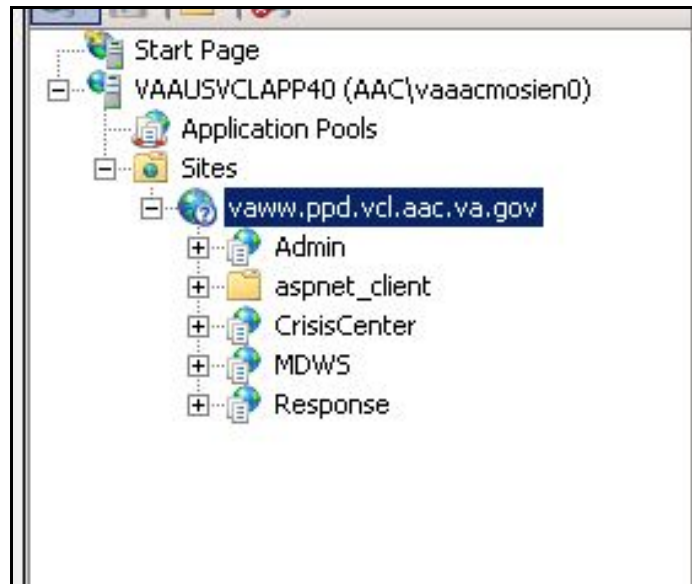 Start Page
VAAUSVCLAPP40 (AAC\vaaacmosien0)
Application Pools
Sites
vaww.ppd.vcl.aac.va.gov
Admin
aspnet_client
CrisisCenter
MDWS
Response